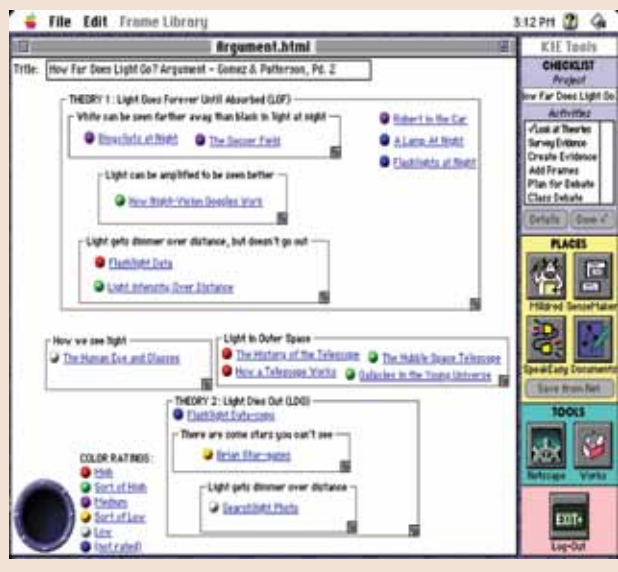 File Edit Frame Library 3:12 PM
Argument.html
Title: How Far Does Light Go? Argument - Gomez & Patterson, Pd. 2
THEORY 1: Light Goes Forever Until Absorbed (LGF)
White can be seen farther away than black in light at night
Bicyclists at Night
The Soccer Field
Robert in the Car
A Lamp At Night
Flashlights at Night
Light can be amplified to be seen better
How Night-Vision Goggles Work
Light gets dimmer over distance, but doesn't go out
Flashlight Data
Light Intensity Over Distance
How we see light
The Human Eye and Glasses
Light in Outer Space
The History of the Telescope
The Hubble Space Telescope
How a Telescope Works
Galaxies in the Young Universe
THEORY 2: Light Dies Out (LDO)
Flashlight Data-copy
There are some stars you can't see
Brian Star-gazes
Light gets dimmer over distance
Searchlight Photo
COLOR RATINGS:
High
Sort of High
Medium
Sort of Low
Low
(not rated)
KIE Tools
CHECKLIST
Project
How Far Does Light Go
Activities
√Look at Theories
Survey Evidence
Create Evidence
Add Frames
Plan for Debate
Class Debate
Details
Done √
PLACES
Mildred
SenseMaker
SpeakEasy
Documents
Save from Net
TOOLS
Netscape
Works
EXIT
Log-Out